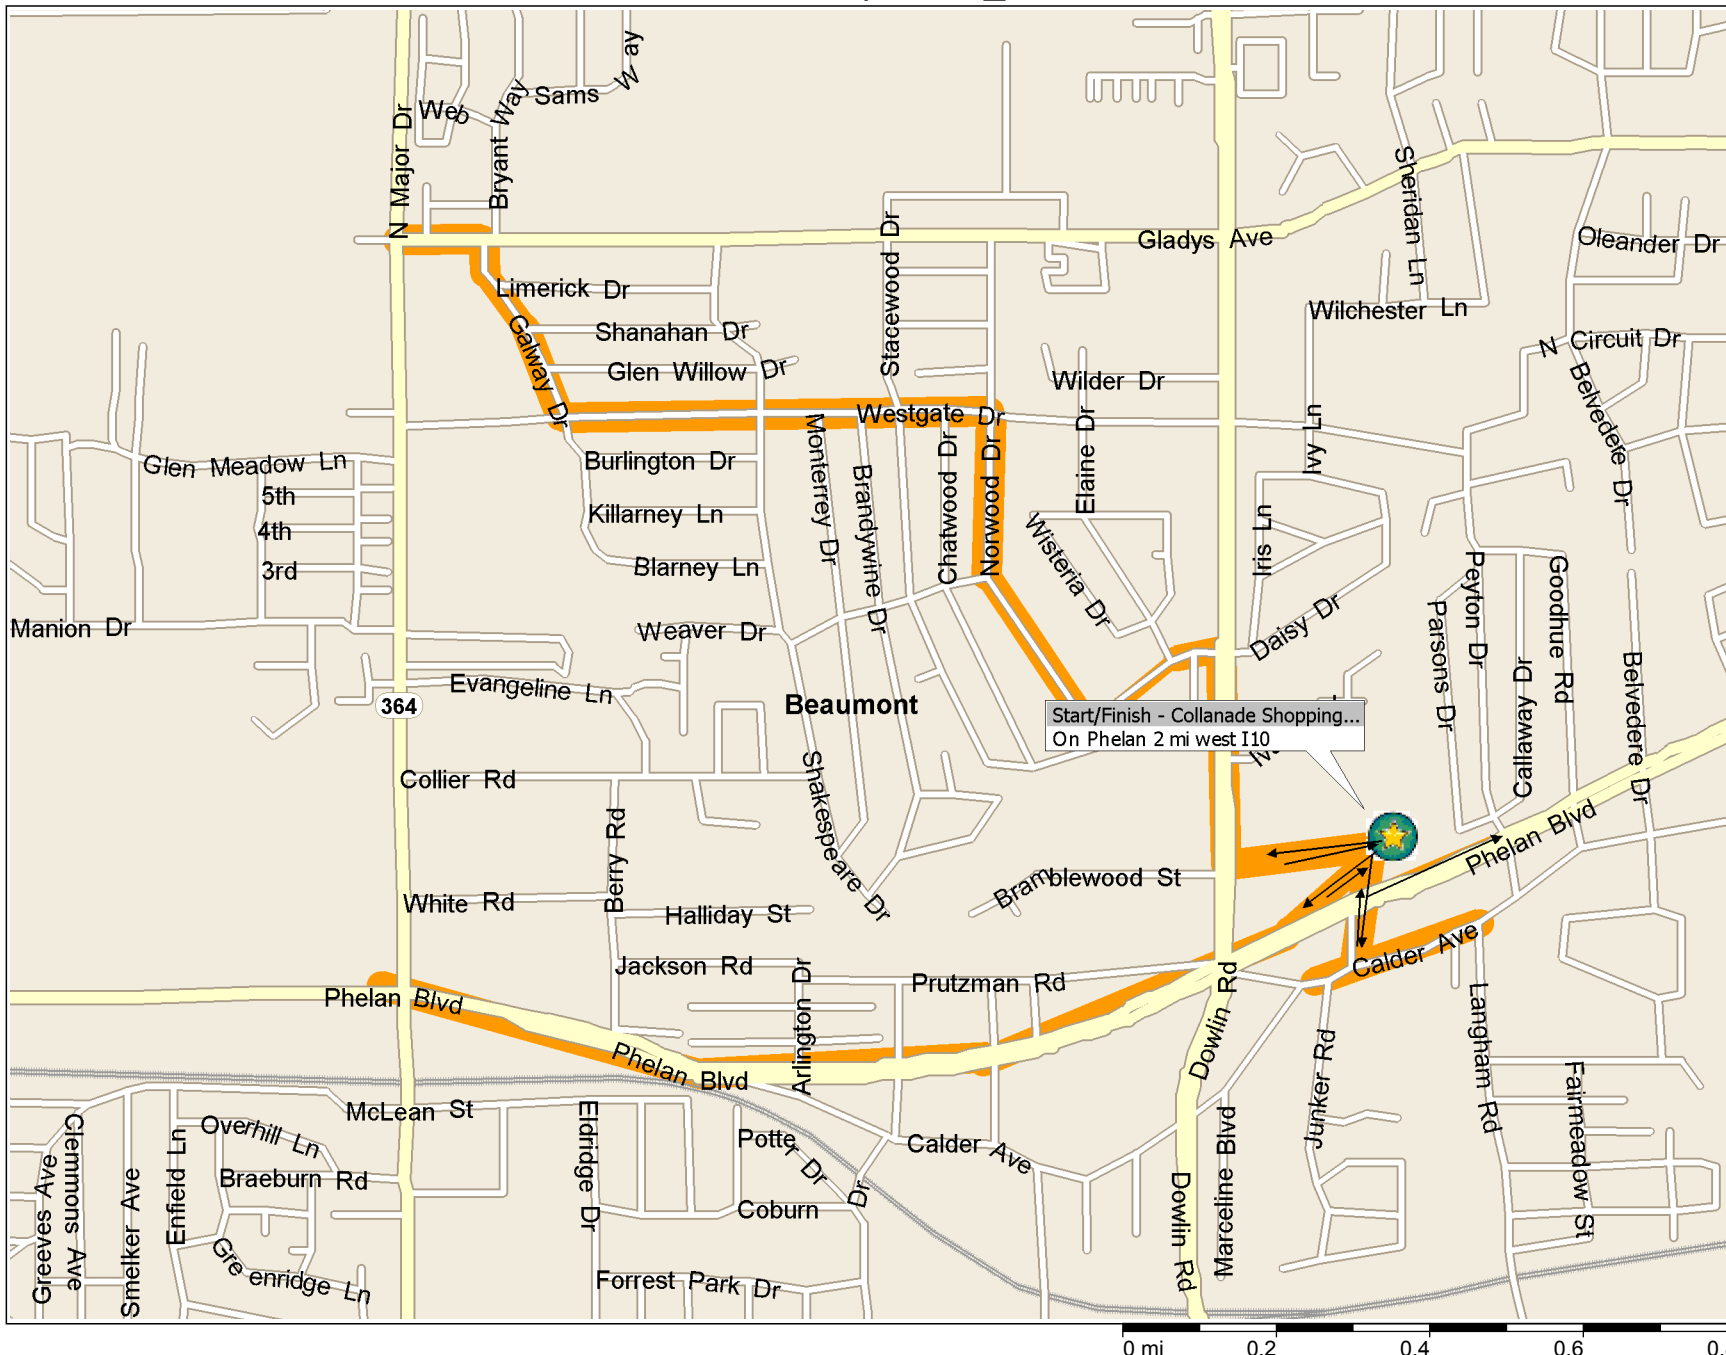 Sams Way
Web
Bryant Way
N Major Dr
Gladys Ave
Sheridan Ln
Oleander Dr
Stacewood Dr
Limerick Dr
Wilchester Ln
Galway Dr
Shanahan Dr
N Circuit Dr
Glen Willow Dr
Wilder Dr
Belvedere Dr
Westgate Dr
Elaine Dr
Ivy Ln
Monterrey Dr
Brandywine Dr
Chatwood Dr
Norwood Dr
Glen Meadow Ln
Burlington Dr
5th
Killarney Ln
4th
Wisteria Dr
Iris Ln
3rd
Blarney Ln
Peyton Dr
Goodhue Rd
Parsons Dr
Callaway Dr
Belvedere Dr
Manion Dr
Weaver Dr
Daisy Dr
Evangeline Ln
364
Beaumont
Start/Finish - Collanade Shopping...
On Phelan 2 mi west I10
Collier Rd
Shakespeare Dr
Berry Rd
Phelan Blvd
Bramblewood St
White Rd
Halliday St
Calder Ave
Jackson Rd
Arlington Dr
Prutzman Rd
Dowlin Rd
Phelan Blvd
Langham Rd
Junker Rd
Phelan Blvd
Fairmeadow St
McLean St
Eldridge Dr
Marceline Blvd
Clemmons Ave
Overhill Ln
Enfield Ln
Potter Dr
Calder Ave
Greeves Ave
Smelker Ave
Braeburn Rd
Dowlin Rd
Coburn Dr
Greenridge Ln
Forrest Park Dr
0 mi 0.2 0.4 0.6